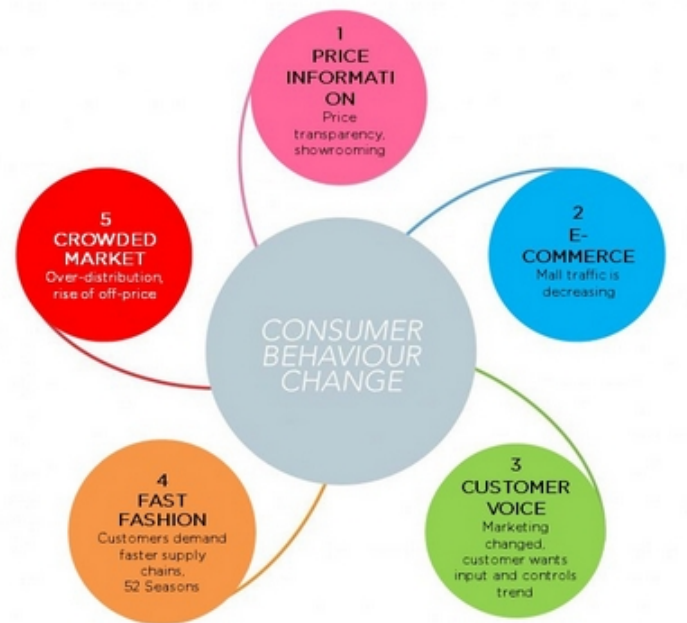 1
PRICE
INFORMATI
ON
Price
transparency,
showrooming
2
E-
COMMERCE
Mall traffic is
decreasing
3
CUSTOMER
VOICE
Marketing
changed,
customer wants
input and controls
trend
4
FAST
FASHION
Customers demand
faster supply
chains,
52 Seasons
5
CROWDED
MARKET
Over-distribution,
rise of off-price
CONSUMER
BEHAVIOUR
CHANGE